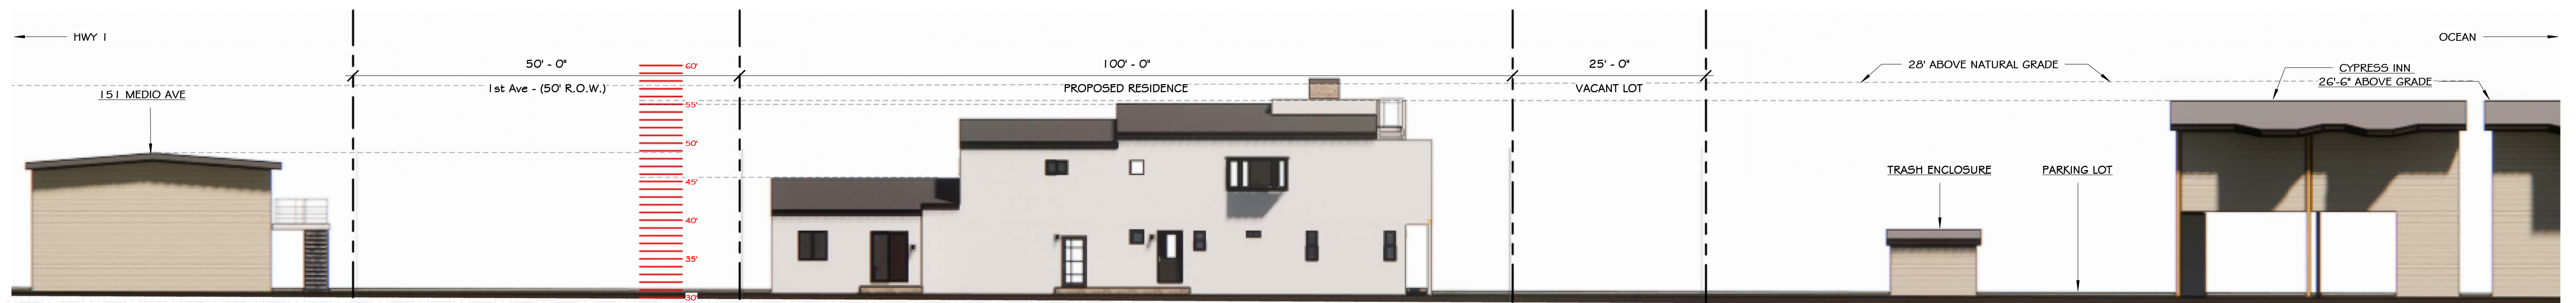 HWY 1
OCEAN
50' - 0"
100' - 0"
25' - 0"
28' ABOVE NATURAL GRADE
CYPRESS INN
26'-6" ABOVE GRADE
151 MEDIO AVE
1st Ave - (50' R.O.W.)
PROPOSED RESIDENCE
VACANT LOT
60'
55'
50'
45'
40'
35'
30'
TRASH ENCLOSURE
PARKING LOT